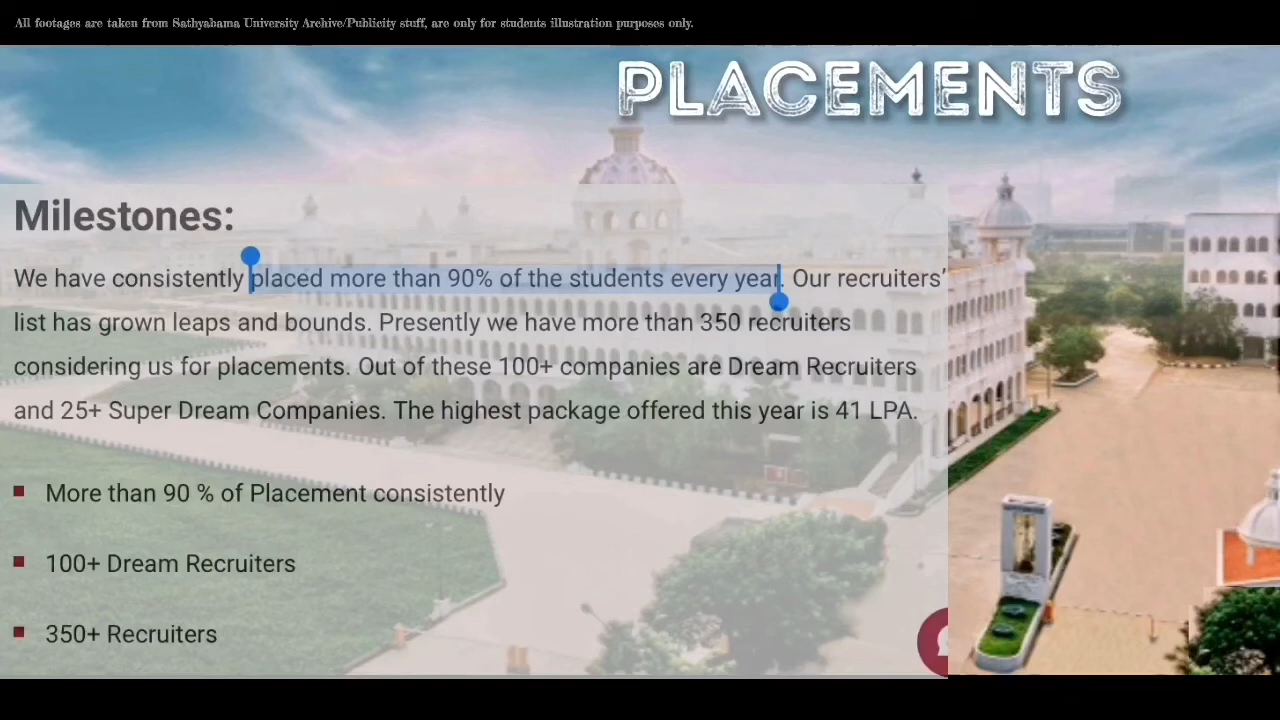 All footages are taken from Sathyabama University Archive/Publicity stuff, are only for students illustration purposes only.
PLACEMENTS
Milestones:
We have consistently placed more than 90% of the students every year. Our recruiters’
list has grown leaps and bounds. Presently we have more than 350 recruiters
considering us for placements. Out of these 100+ companies are Dream Recruiters
and 25+ Super Dream Companies. The highest package offered this year is 41 LPA.
More than 90 % of Placement consistently
100+ Dream Recruiters
350+ Recruiters